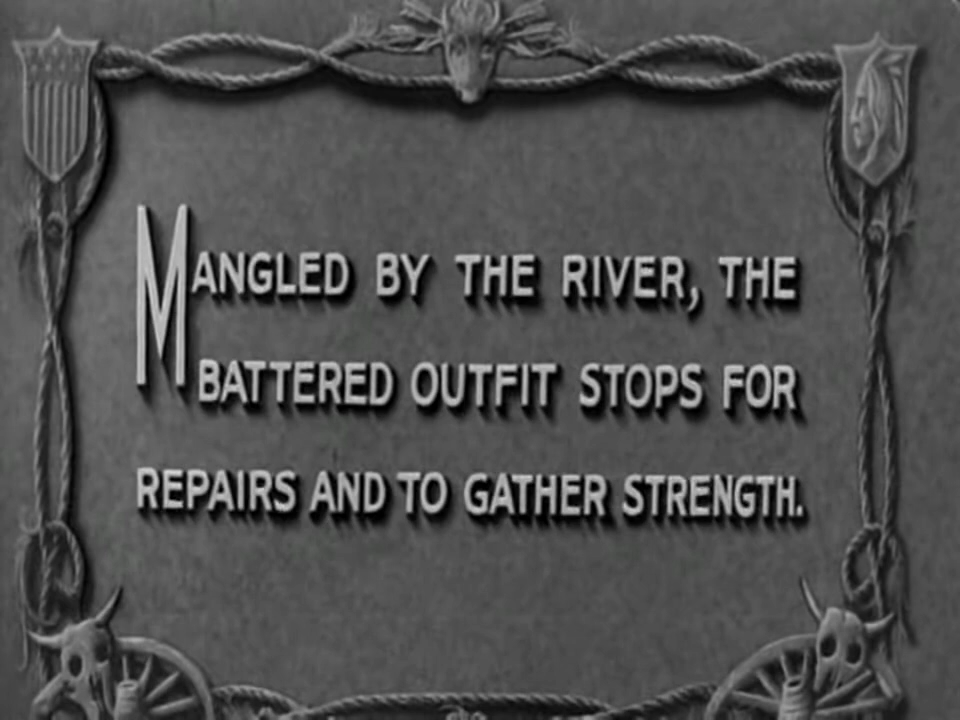 MANGLED BY THE RIVER, THE
BATTERED OUTFIT STOPS FOR
REPAIRS AND TO GATHER STRENGTH.